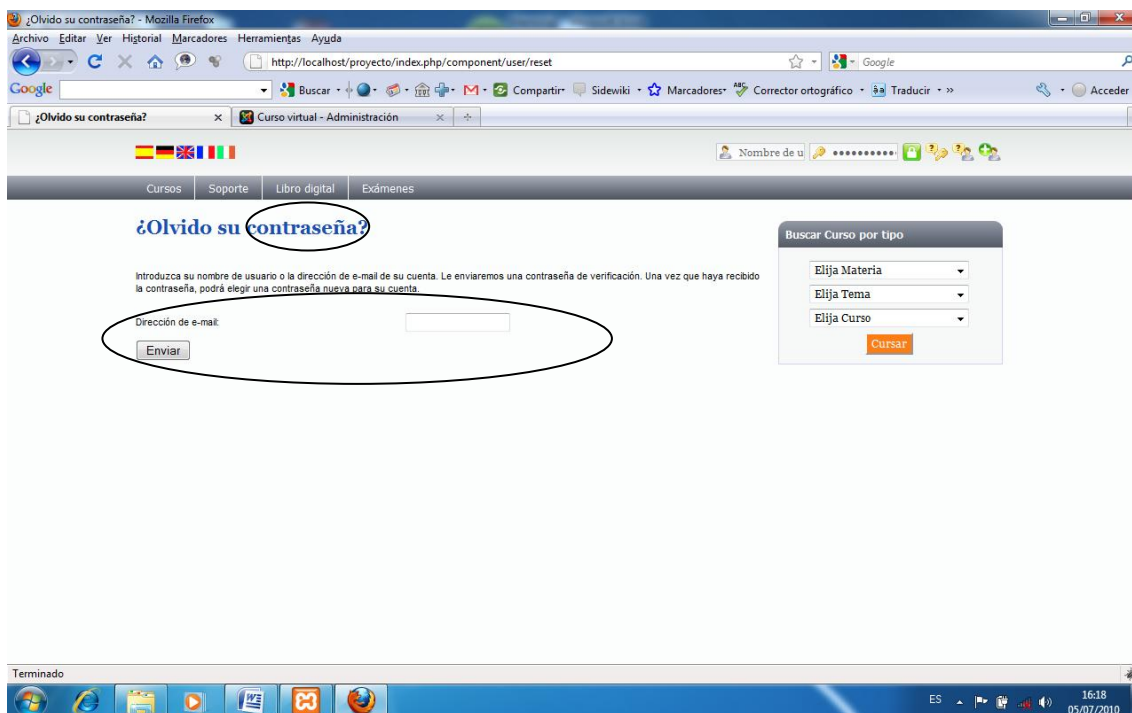 ¿Olvido su contraseña? - Mozilla Firefox
Archivo Editar Ver Historial Marcadores Herramientas Ayuda
http://localhost/proyecto/index.php/component/user/reset
Google
Google
Buscar
Compartir
Sidewiki
Marcadores
Corrector ortográfico
Traducir
»
Acceder
¿Olvido su contraseña?
Curso virtual - Administración
Nombre de u
Cursos
Soporte
Libro digital
Exámenes
¿Olvido su contraseña?
Introduzca su nombre de usuario o la dirección de e-mail de su cuenta. Le enviaremos una contraseña de verificación. Una vez que haya recibido
la contraseña, podrá elegir una contraseña nueva para su cuenta.
Dirección de e-mail:
Enviar
Buscar Curso por tipo
Elija Materia
Elija Tema
Elija Curso
Cursar
Terminado
ES
16:18
05/07/2010